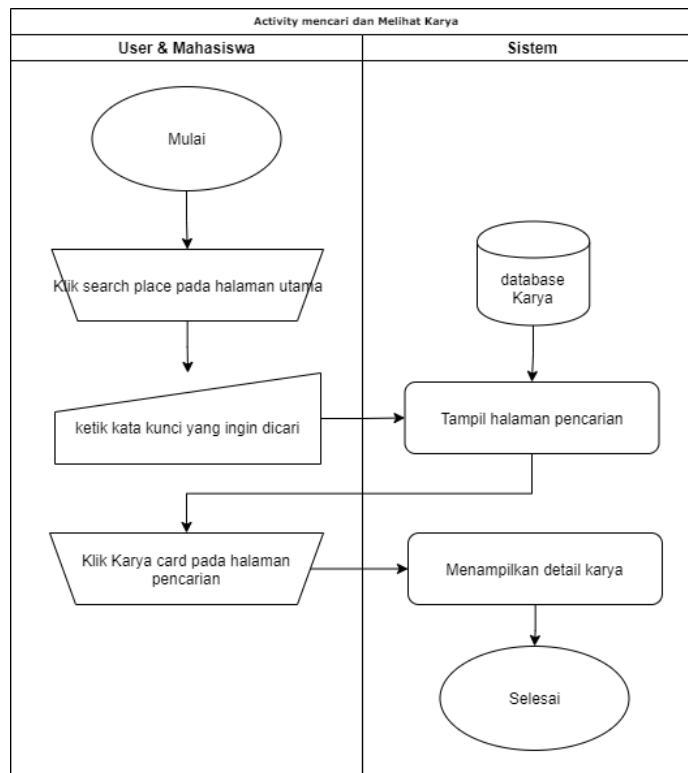 Activity mencari dan Melihat Karya
User & Mahasiswa
Sistem
Mulai
Klik search place pada halaman utama
database
Karya
ketik kata kunci yang ingin dicari
Tampil halaman pencarian
Klik Karya card pada halaman
pencarian
Menampilkan detail karya
Selesai